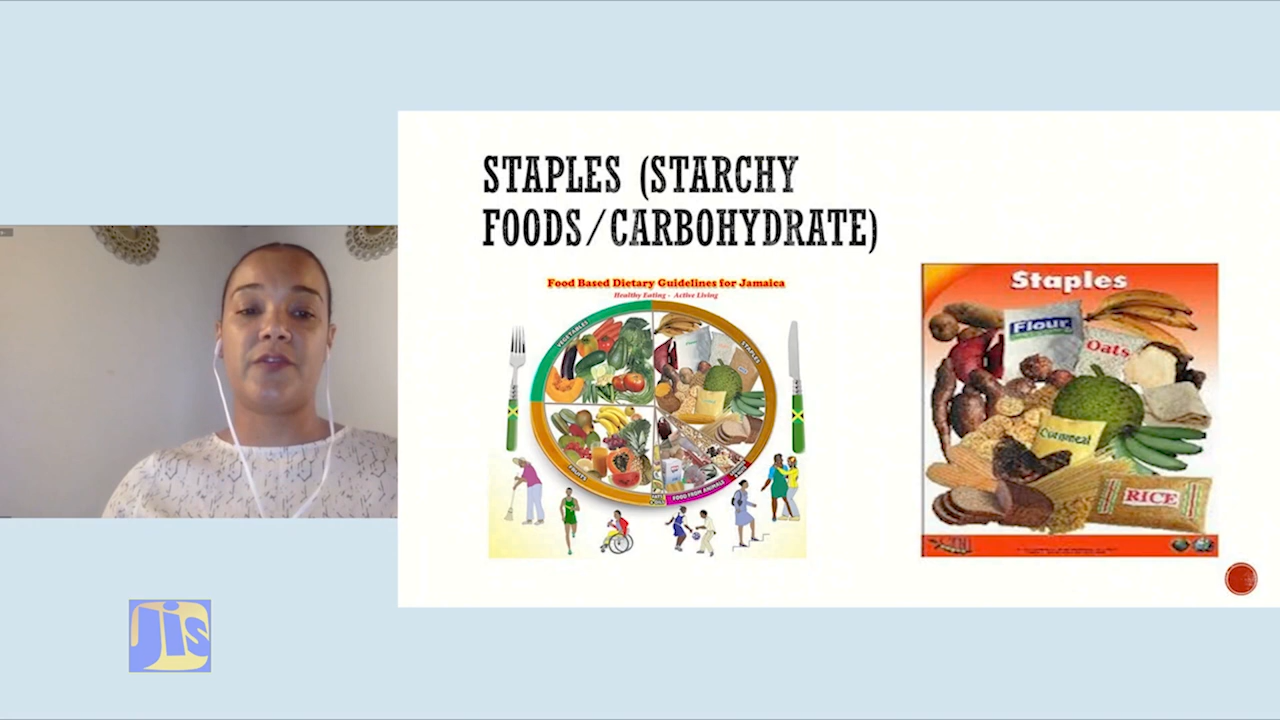 STAPLES (STARCHY
FOODS/CARBOHYDRATE)
Food Based Dietary Guidelines for Jamaica
Healthy Eating - Active Living
VEGETABLES
STAPLES
FRUITS
FOOD FROM ANIMALS
Staples
Flour
Oats
Cornmeal
RICE
jis